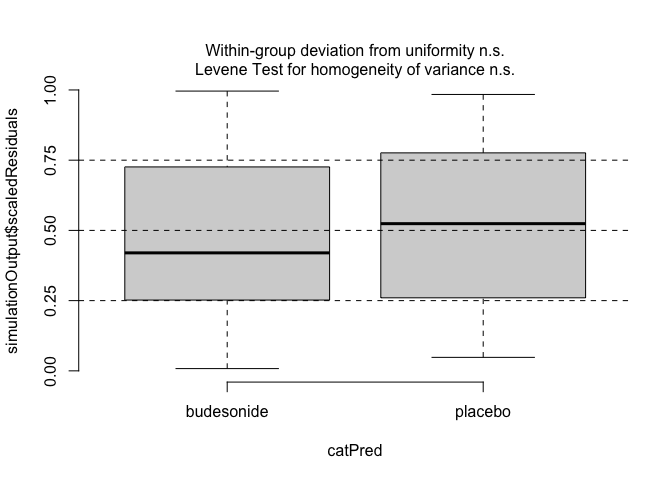 Within-group deviation from uniformity n.s.
Levene Test for homogeneity of variance n.s.
simulationOutput$scaledResiduals
1.00
0.75
0.50
0.25
0.00
budesonide
placebo
catPred